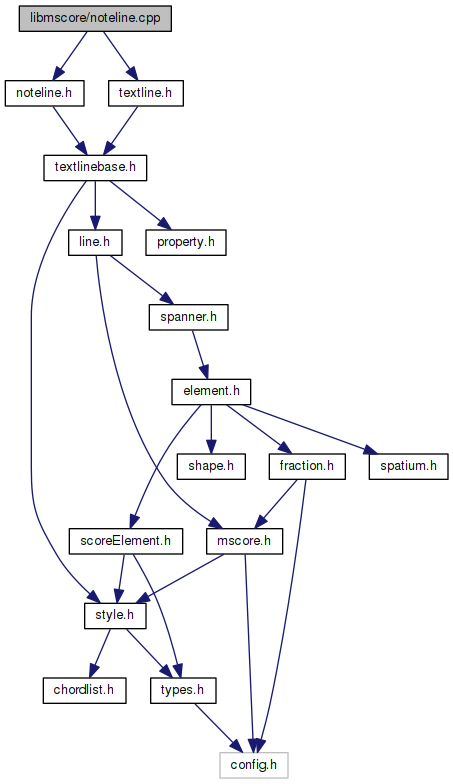 libmscore/noteline.cpp
noteline.h
textline.h
textlinebase.h
line.h
property.h
spanner.h
element.h
shape.h
fraction.h
spatium.h
scoreElement.h
mscore.h
style.h
chordlist.h
types.h
config.h